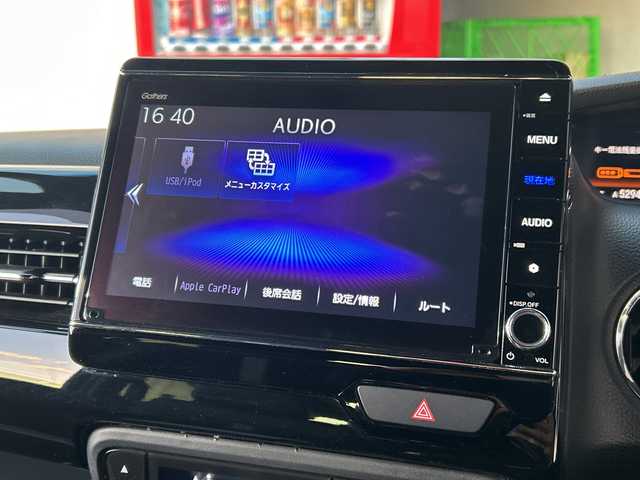 Gathers
16 40
AUDIO
USB/iPod
メニューカスタマイズ
電話
Apple CarPlay
後席会話
設定/情報
ルート
MENU
現在地
AUDIO
DISP.OFF
VOL